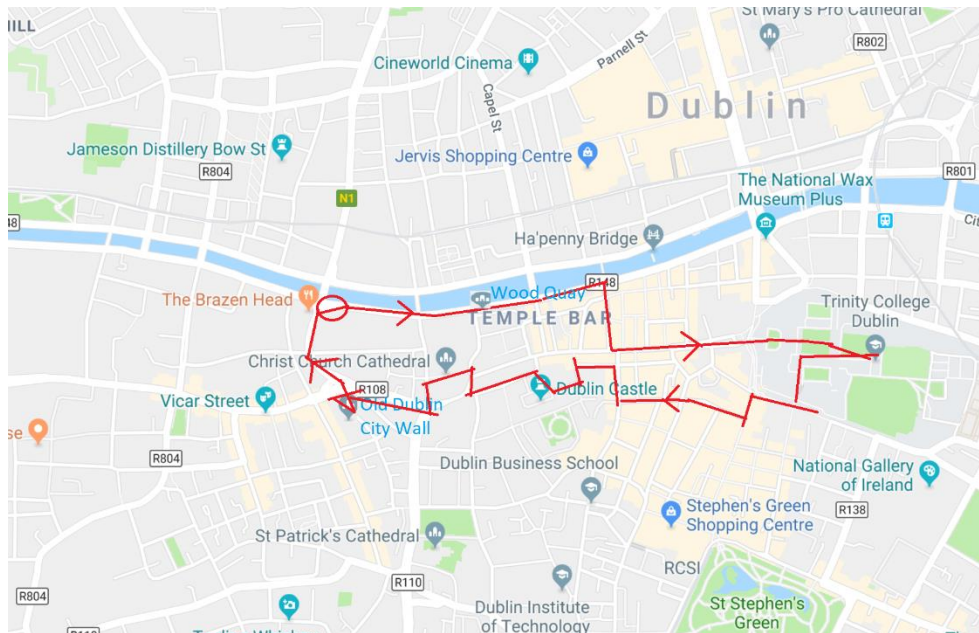 HILL
St Mary's Pro Cathedral
R802
Cineworld Cinema
Parnell St
Capel St
Dublin
Jameson Distillery Bow St
R804
Jervis Shopping Centre
N1
The National Wax
Museum Plus
R801
48
Ha'penny Bridge
Cit
R148
The Brazen Head
Wood Quay
TEMPLE BAR
Trinity College
Dublin
Christ Church Cathedral
R108
Vicar Street
Dublin Castle
Old Dublin
City Wall
se
R804
Dublin Business School
National Gallery
of Ireland
Stephen's Green
Shopping Centre
R138
St Patrick's Cathedral
RCSI
R110
R804
Dublin Institute
of Technology
St Stephen's
Green